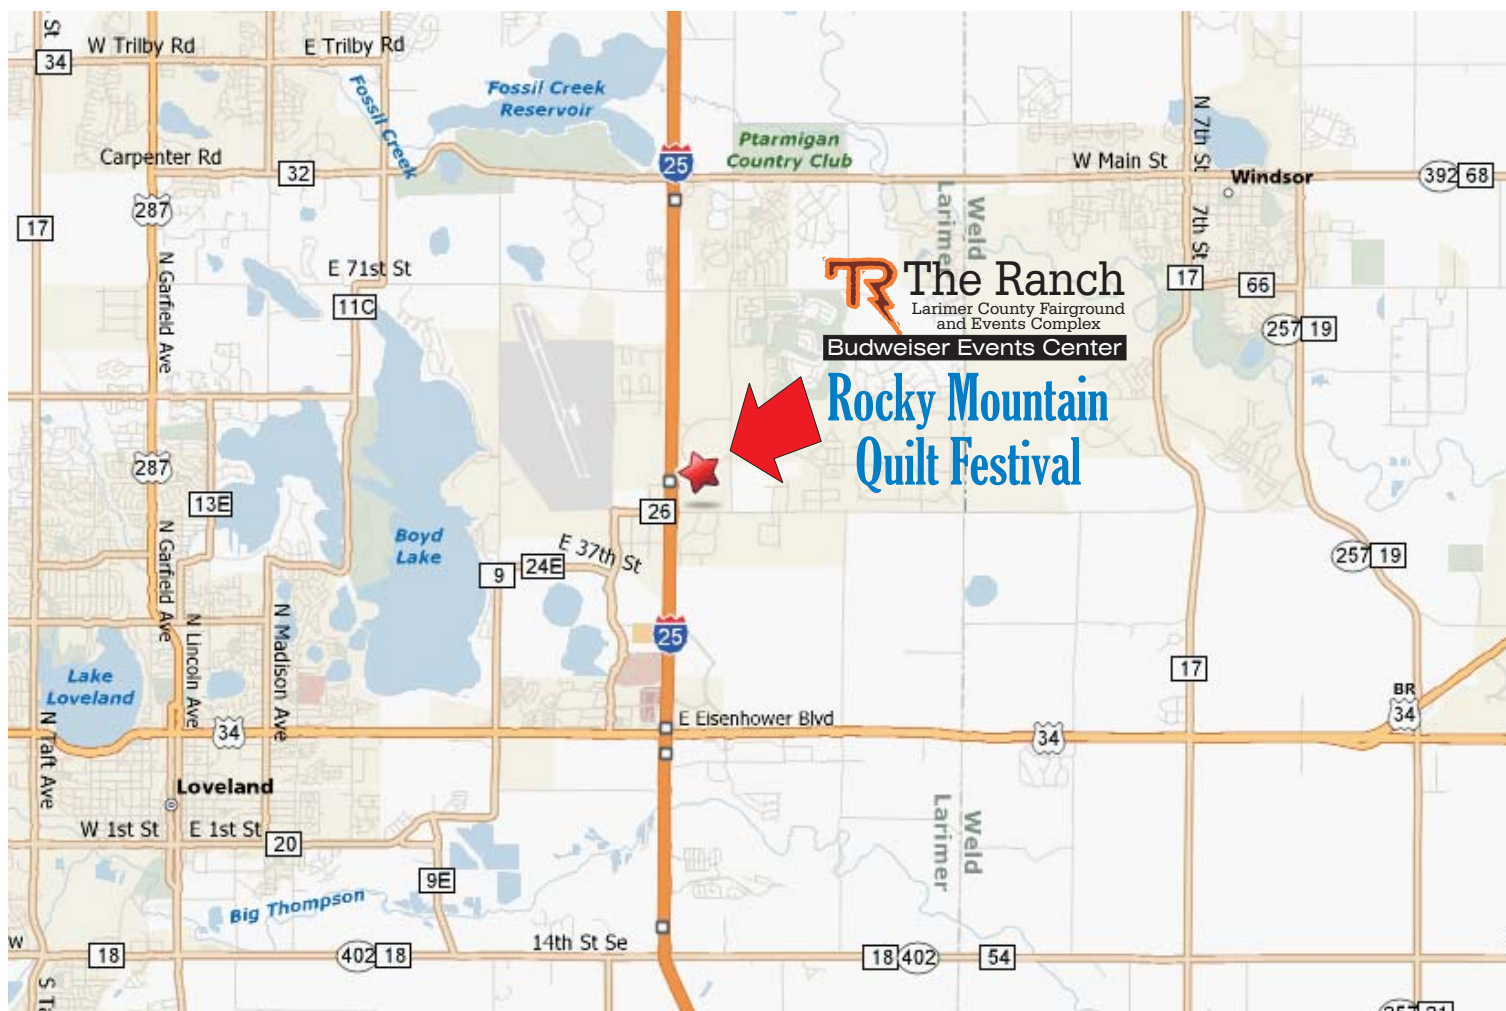 St
W Trilby Rd
E Trilby Rd
34
Fossil Creek
Fossil Creek
Reservoir
N 7th St
Ptarmigan
Country Club
25
Carpenter Rd
32
W Main St
Windsor
392 68
287
17
Larimer
Weld
7th St
N Garfield Ave
E 71st St
11C
17
66
257 19
TR The Ranch
Larimer County Fairground
and Events Complex
Budweiser Events Center
Rocky Mountain
Quilt Festival
287
13E
26
Boyd
Lake
E 37th St
24E
9
257 19
N Garfield Ave
N Lincoln Ave
N Madison Ave
25
Lake
Loveland
17
BR
34
N Taft Ave
34
E Eisenhower Blvd
34
Loveland
W 1st St
E 1st St
20
Larimer
Weld
9E
Big Thompson
W
18
402 18
14th St Se
18 402
54
S Ta
257 21